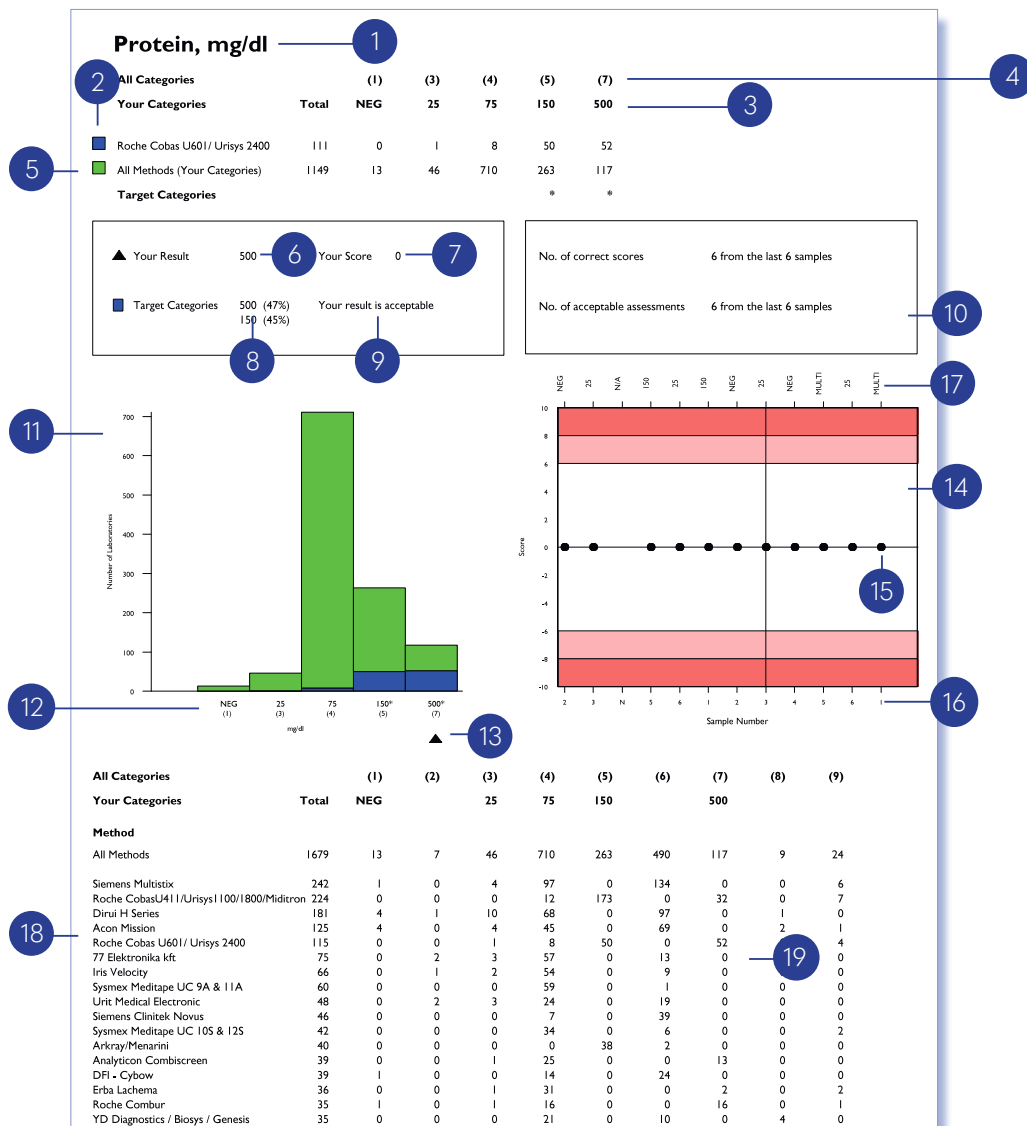 Protein, mg/dl 1
2 All Categories (1) (3) (4) (5) (7) 4
Your Categories Total NEG 25 75 150 500 3
Roche Cobas U601/ Urisys 2400 111 0 1 8 50 52
5 All Methods (Your Categories) 1149 13 46 710 263 117
Target Categories * *
Your Result 500 6 Your Score 0 7
Target Categories 500 (47%) Your result is acceptable
150 (45%)
8 9
No. of correct scores 6 from the last 6 samples
No. of acceptable assessments 6 from the last 6 samples
10
11
700
600
500
400
300
200
100
0
Number of Laboratories
12 NEG 25 75 150* 500*
(1) (3) (4) (5) (7)
mg/dl
13
NEG 25 N/A 150 25 150 NEG 25 NEG MULTI 25 MULTI 17
10
8
6
4
2
0
-2
-4
-6
-8
-10
Score
14
15
2 3 N 5 6 1 2 3 4 5 6 1 16
Sample Number
All Categories (1) (2) (3) (4) (5) (6) (7) (8) (9)
Your Categories Total NEG 25 75 150 500
Method
All Methods 1679 13 7 46 710 263 490 117 9 24
Siemens Multistix 242 1 0 4 97 0 134 0 0 6
Roche CobasU411/Urisys1100/1800/Miditron 224 0 0 0 12 173 0 32 0 7
Dirui H Series 181 4 1 10 68 0 97 0 1 0
Acon Mission 125 4 0 4 45 0 69 0 2 1
18
Roche Cobas U601/ Urisys 2400 115 0 0 1 8 50 0 52 4
77 Elektronika kft 75 0 2 3 57 0 13 0 0
19
Iris Velocity 66 0 1 2 54 0 9 0 0 0
Sysmex Meditape UC 9A & 11A 60 0 0 0 59 0 1 0 0 0
Urit Medical Electronic 48 0 2 3 24 0 19 0 0 0
Siemens Clinitek Novus 46 0 0 0 7 0 39 0 0 0
Sysmex Meditape UC 10S & 12S 42 0 0 0 34 0 6 0 0 2
Arkray/Menarini 40 0 0 0 0 38 2 0 0 0
Analyticon Combiscreen 39 0 0 1 25 0 0 13 0 0
DFI - Cybow 39 1 0 0 14 0 24 0 0 0
Erba Lachema 36 0 0 1 31 0 0 2 0 2
Roche Combur 35 1 0 1 16 0 0 16 0 1
YD Diagnostics / Biosys / Genesis 35 0 0 0 21 0 10 0 4 0